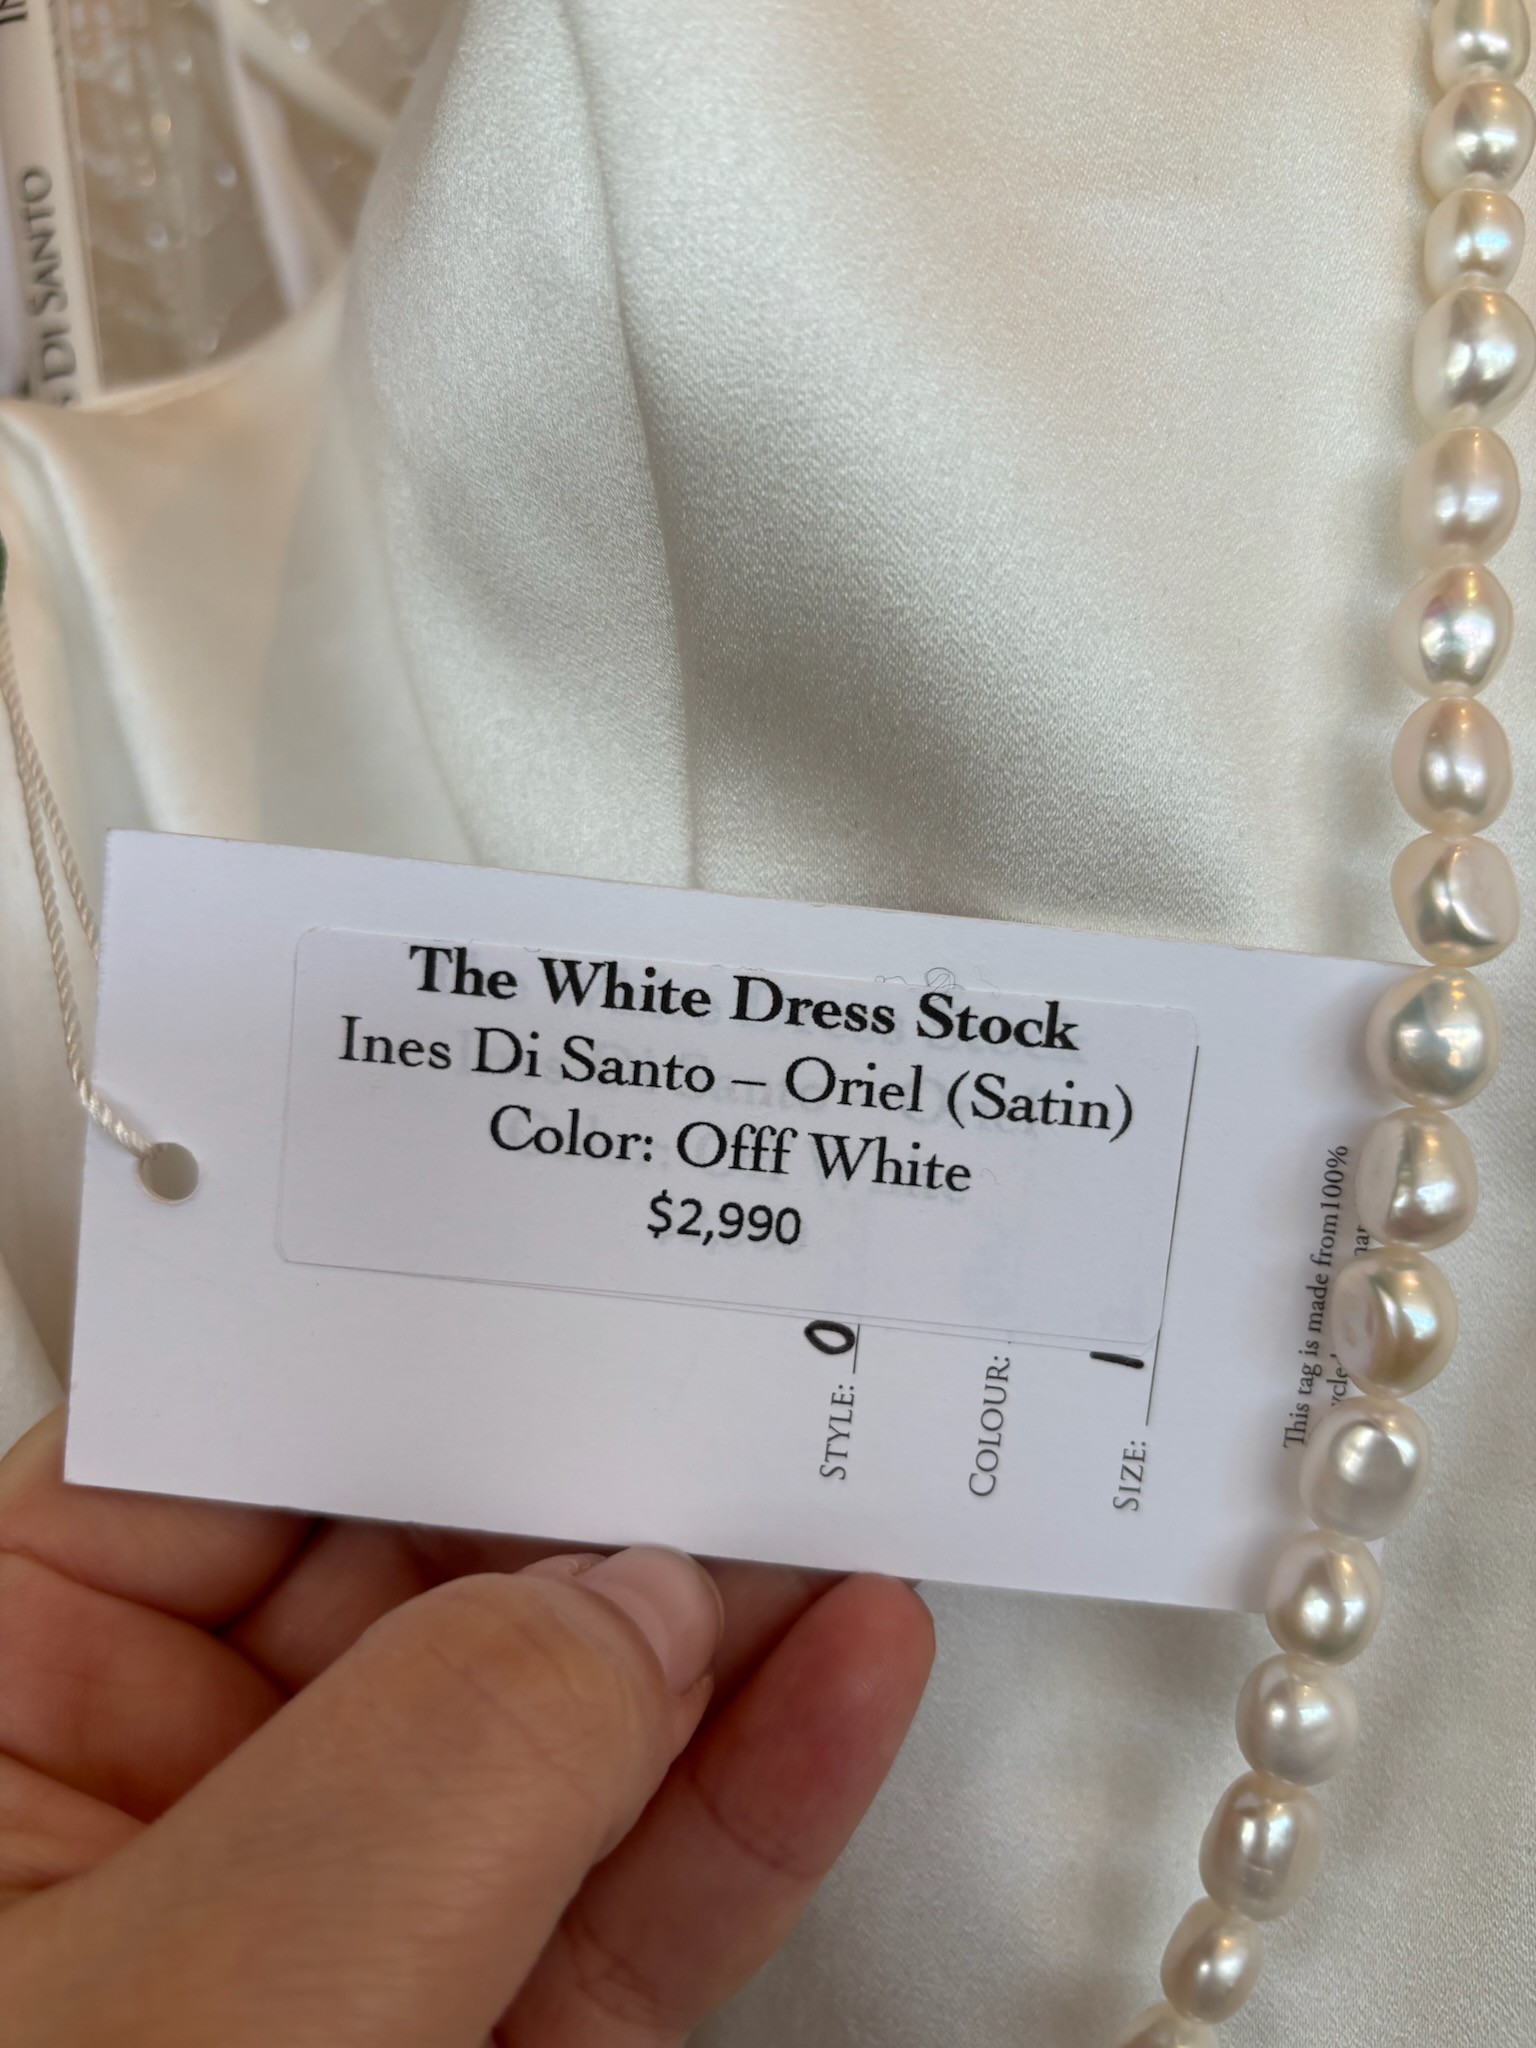 DI SANTO
The White Dress Stock
Ines Di Santo – Oriel (Satin)
Color: Offf White
$2,990
STYLE:
COLOUR:
SIZE:
This tag is made from100%